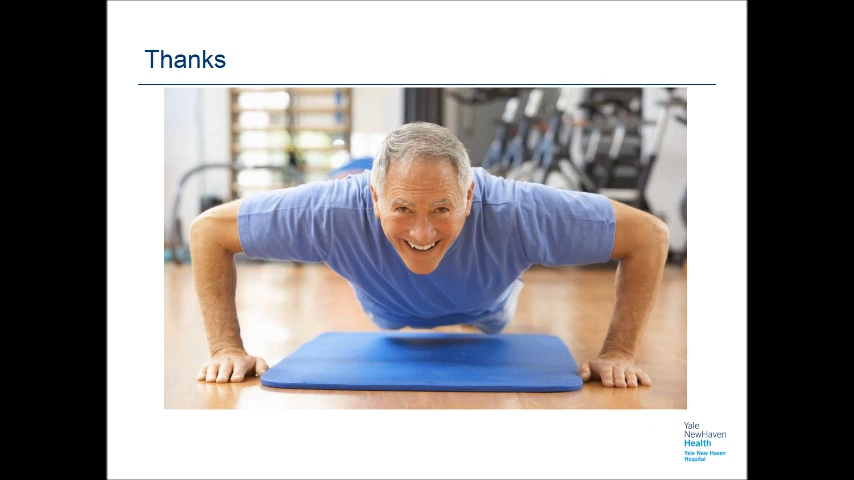 Thanks
Yale
NewHaven
Health
Yale New Haven
Hospital